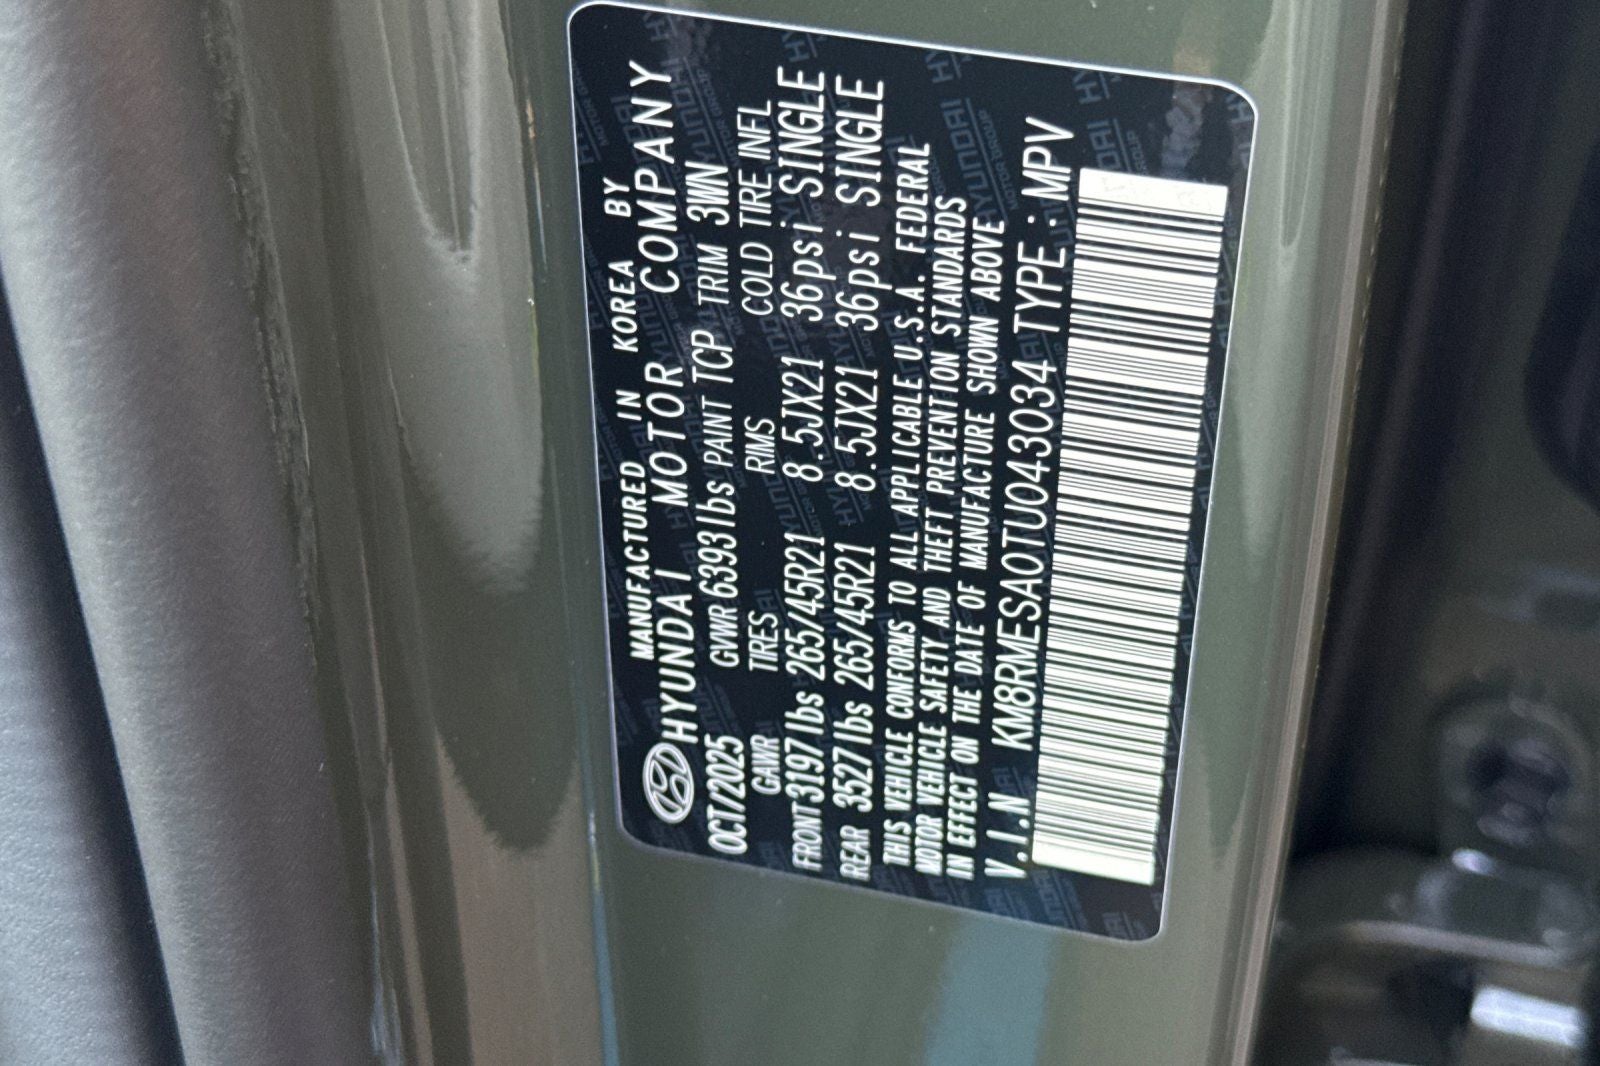 MANUFACTURED IN KOREA BY
HYUNDAI MOTOR COMPANY
OCT/2025 GVWR 6393lbs PAINT TCP TRIM 3WN
GAWR TIRES RIMS COLD TIRE INFL
FRONT 3197lbs 265/45R21 8.5JX21 36psi SINGLE
REAR 3527lbs 265/45R21 8.5JX21 36psi SINGLE
THIS VEHICLE CONFORMS TO ALL APPLICABLE U.S.A. FEDERAL
MOTOR VEHICLE SAFETY AND THEFT PREVENTION STANDARDS
IN EFFECT ON THE DATE OF MANUFACTURE SHOWN ABOVE
V.I.N KM8RMESA0TU043034 TYPE : MPV